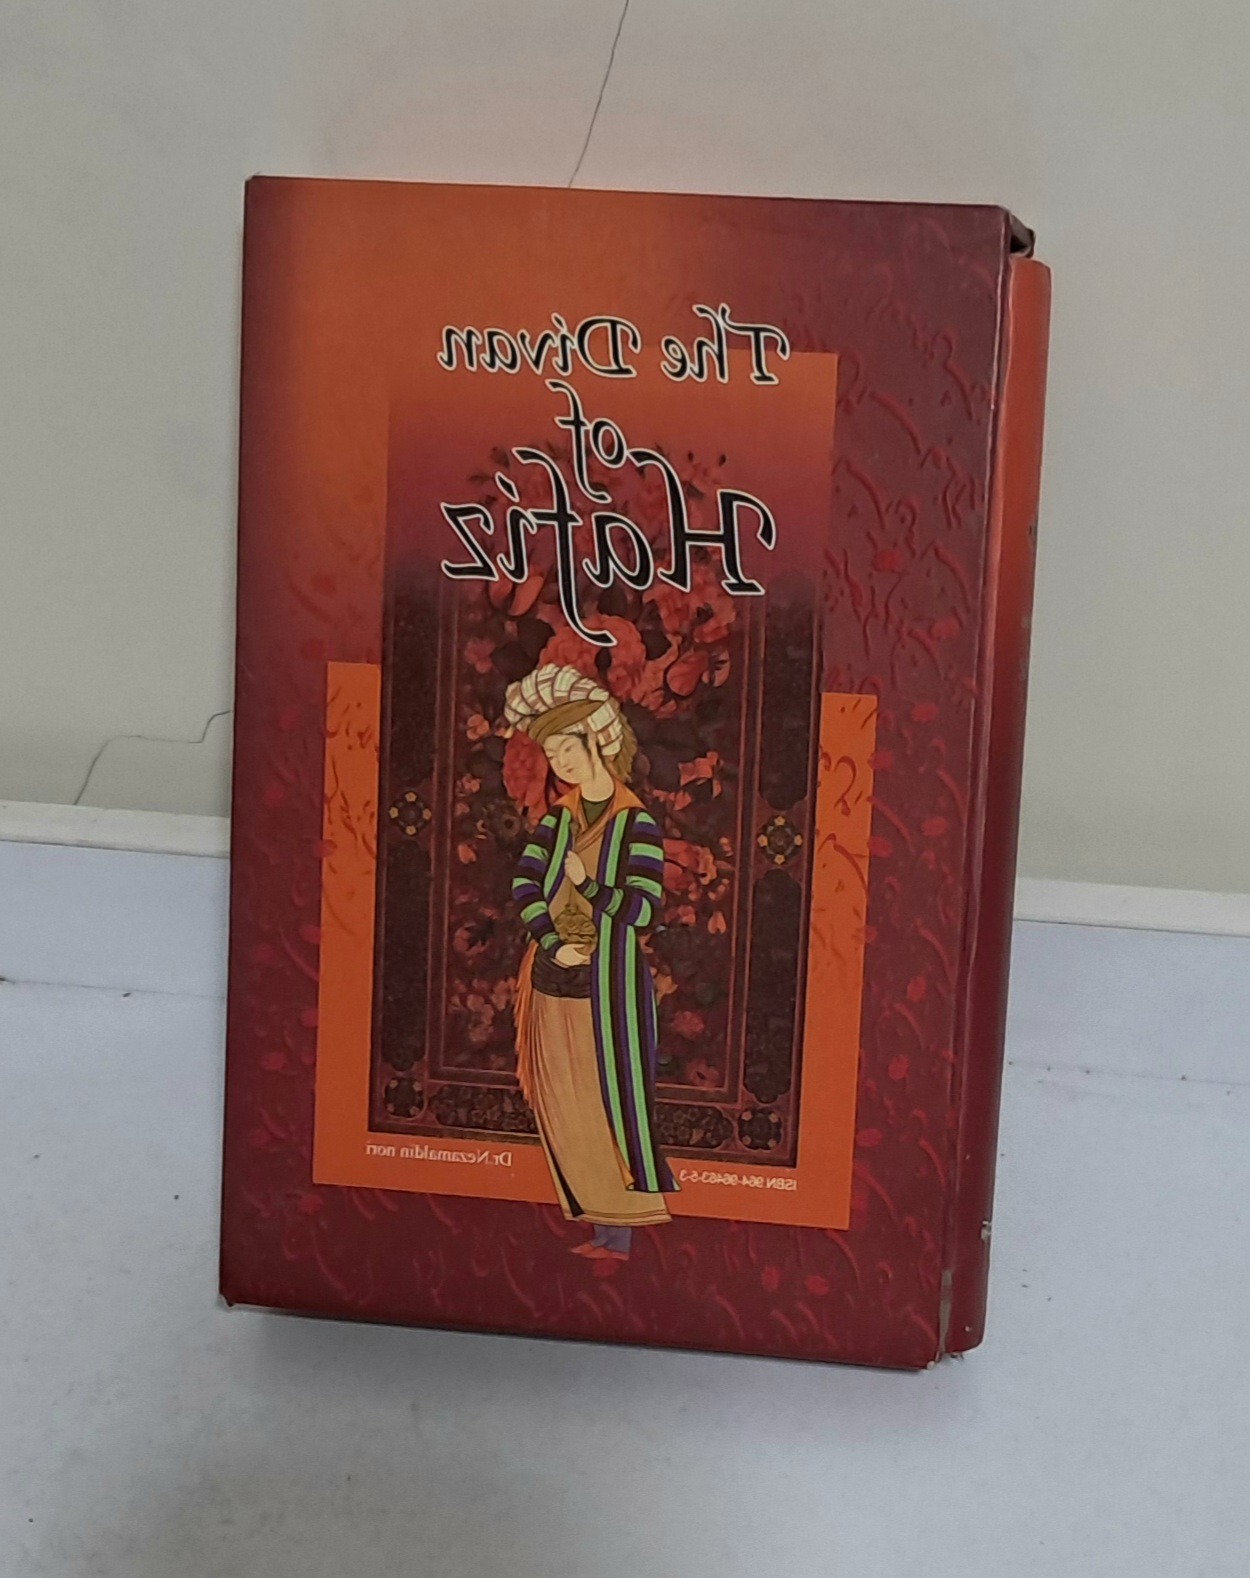 The Divan
of
Hafiz
Dr.Nezamaldin nori
ISBN 964-96463-5-3